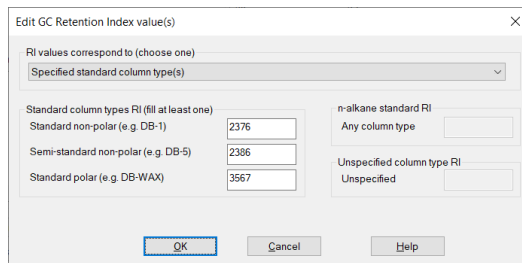 Edit GC Retention Index value(s)
RI values correspond to (choose one)
Specified standard column type(s)
Standard column types RI (fill at least one)
Standard non-polar (e.g. DB-1) 2376
Semi-standard non-polar (e.g. DB-5) 2386
Standard polar (e.g. DB-WAX) 3567
n-alkane standard RI
Any column type
Unspecified column type RI
Unspecified
OK Cancel Help